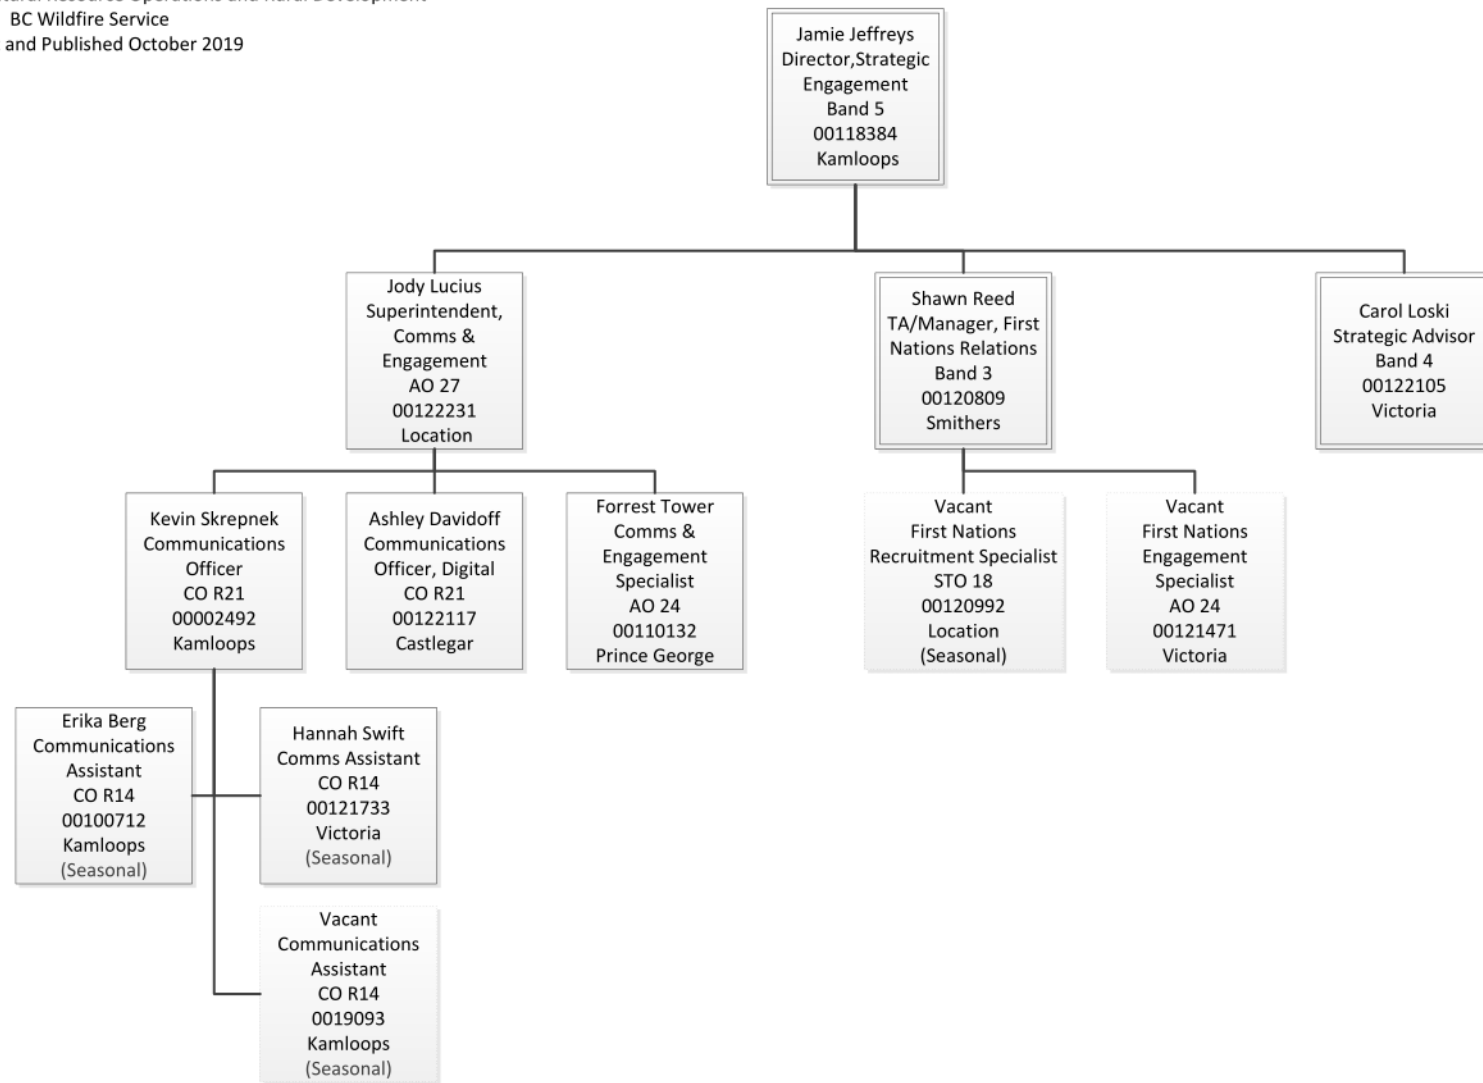 Natural Resource Operations and Rural Development
BC Wildfire Service
and Published October 2019
Jamie Jeffreys
Director,Strategic
Engagement
Band 5
00118384
Kamloops
Jody Lucius
Superintendent,
Comms &
Engagement
AO 27
00122231
Location
Shawn Reed
TA/Manager, First
Nations Relations
Band 3
00120809
Smithers
Carol Loski
Strategic Advisor
Band 4
00122105
Victoria
Kevin Skrepnek
Communications
Officer
CO R21
00002492
Kamloops
Ashley Davidoff
Communications
Officer, Digital
CO R21
00122117
Castlegar
Forrest Tower
Comms &
Engagement
Specialist
AO 24
00110132
Prince George
Vacant
First Nations
Recruitment Specialist
STO 18
00120992
Location
(Seasonal)
Vacant
First Nations
Engagement
Specialist
AO 24
00121471
Victoria
Erika Berg
Communications
Assistant
CO R14
00100712
Kamloops
(Seasonal)
Hannah Swift
Comms Assistant
CO R14
00121733
Victoria
(Seasonal)
Vacant
Communications
Assistant
CO R14
0019093
Kamloops
(Seasonal)